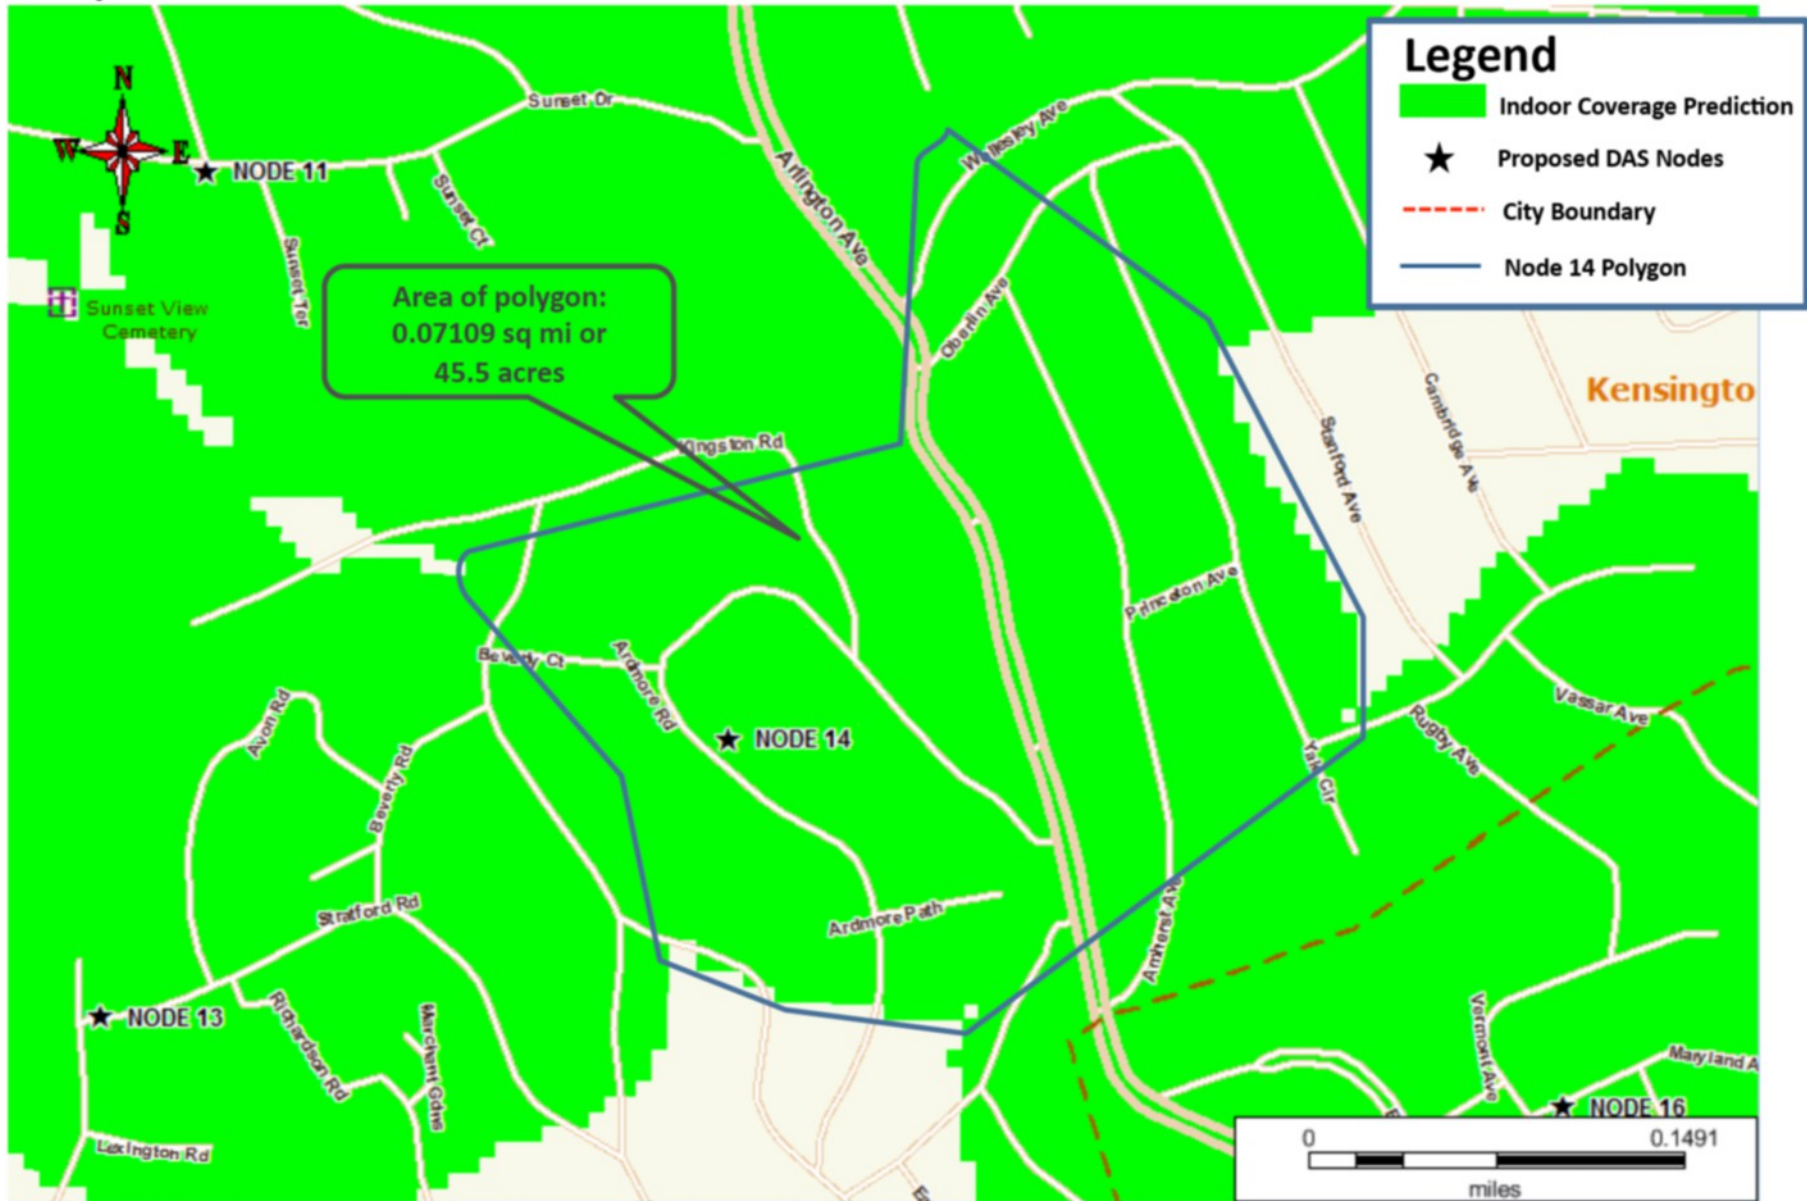 Legend
Indoor Coverage Prediction
Proposed DAS Nodes
City Boundary
Node 14 Polygon
N
W
E
S
Sunset Dr
NODE 11
Sunset Ct
Sunset Ter
Arlington Ave
Wellesley Ave
Oberlin Ave
Sunset View
Cemetery
Area of polygon:
0.07109 sq mi or
45.5 acres
Kensingto
Cambridge Ave
Stanford Ave
Kingston Rd
Princeton Ave
Beverly Ct
Ardmore Rd
NODE 14
Avon Rd
Beverly Rd
Vassar Ave
Rugby Ave
Yale Cir
Stratford Rd
Ardmore Path
Amherst Ave
NODE 13
Richardson Rd
Marchant Gdns
Lexington Rd
Vermont Ave
Maryland A
NODE 16
0
0.1491
miles